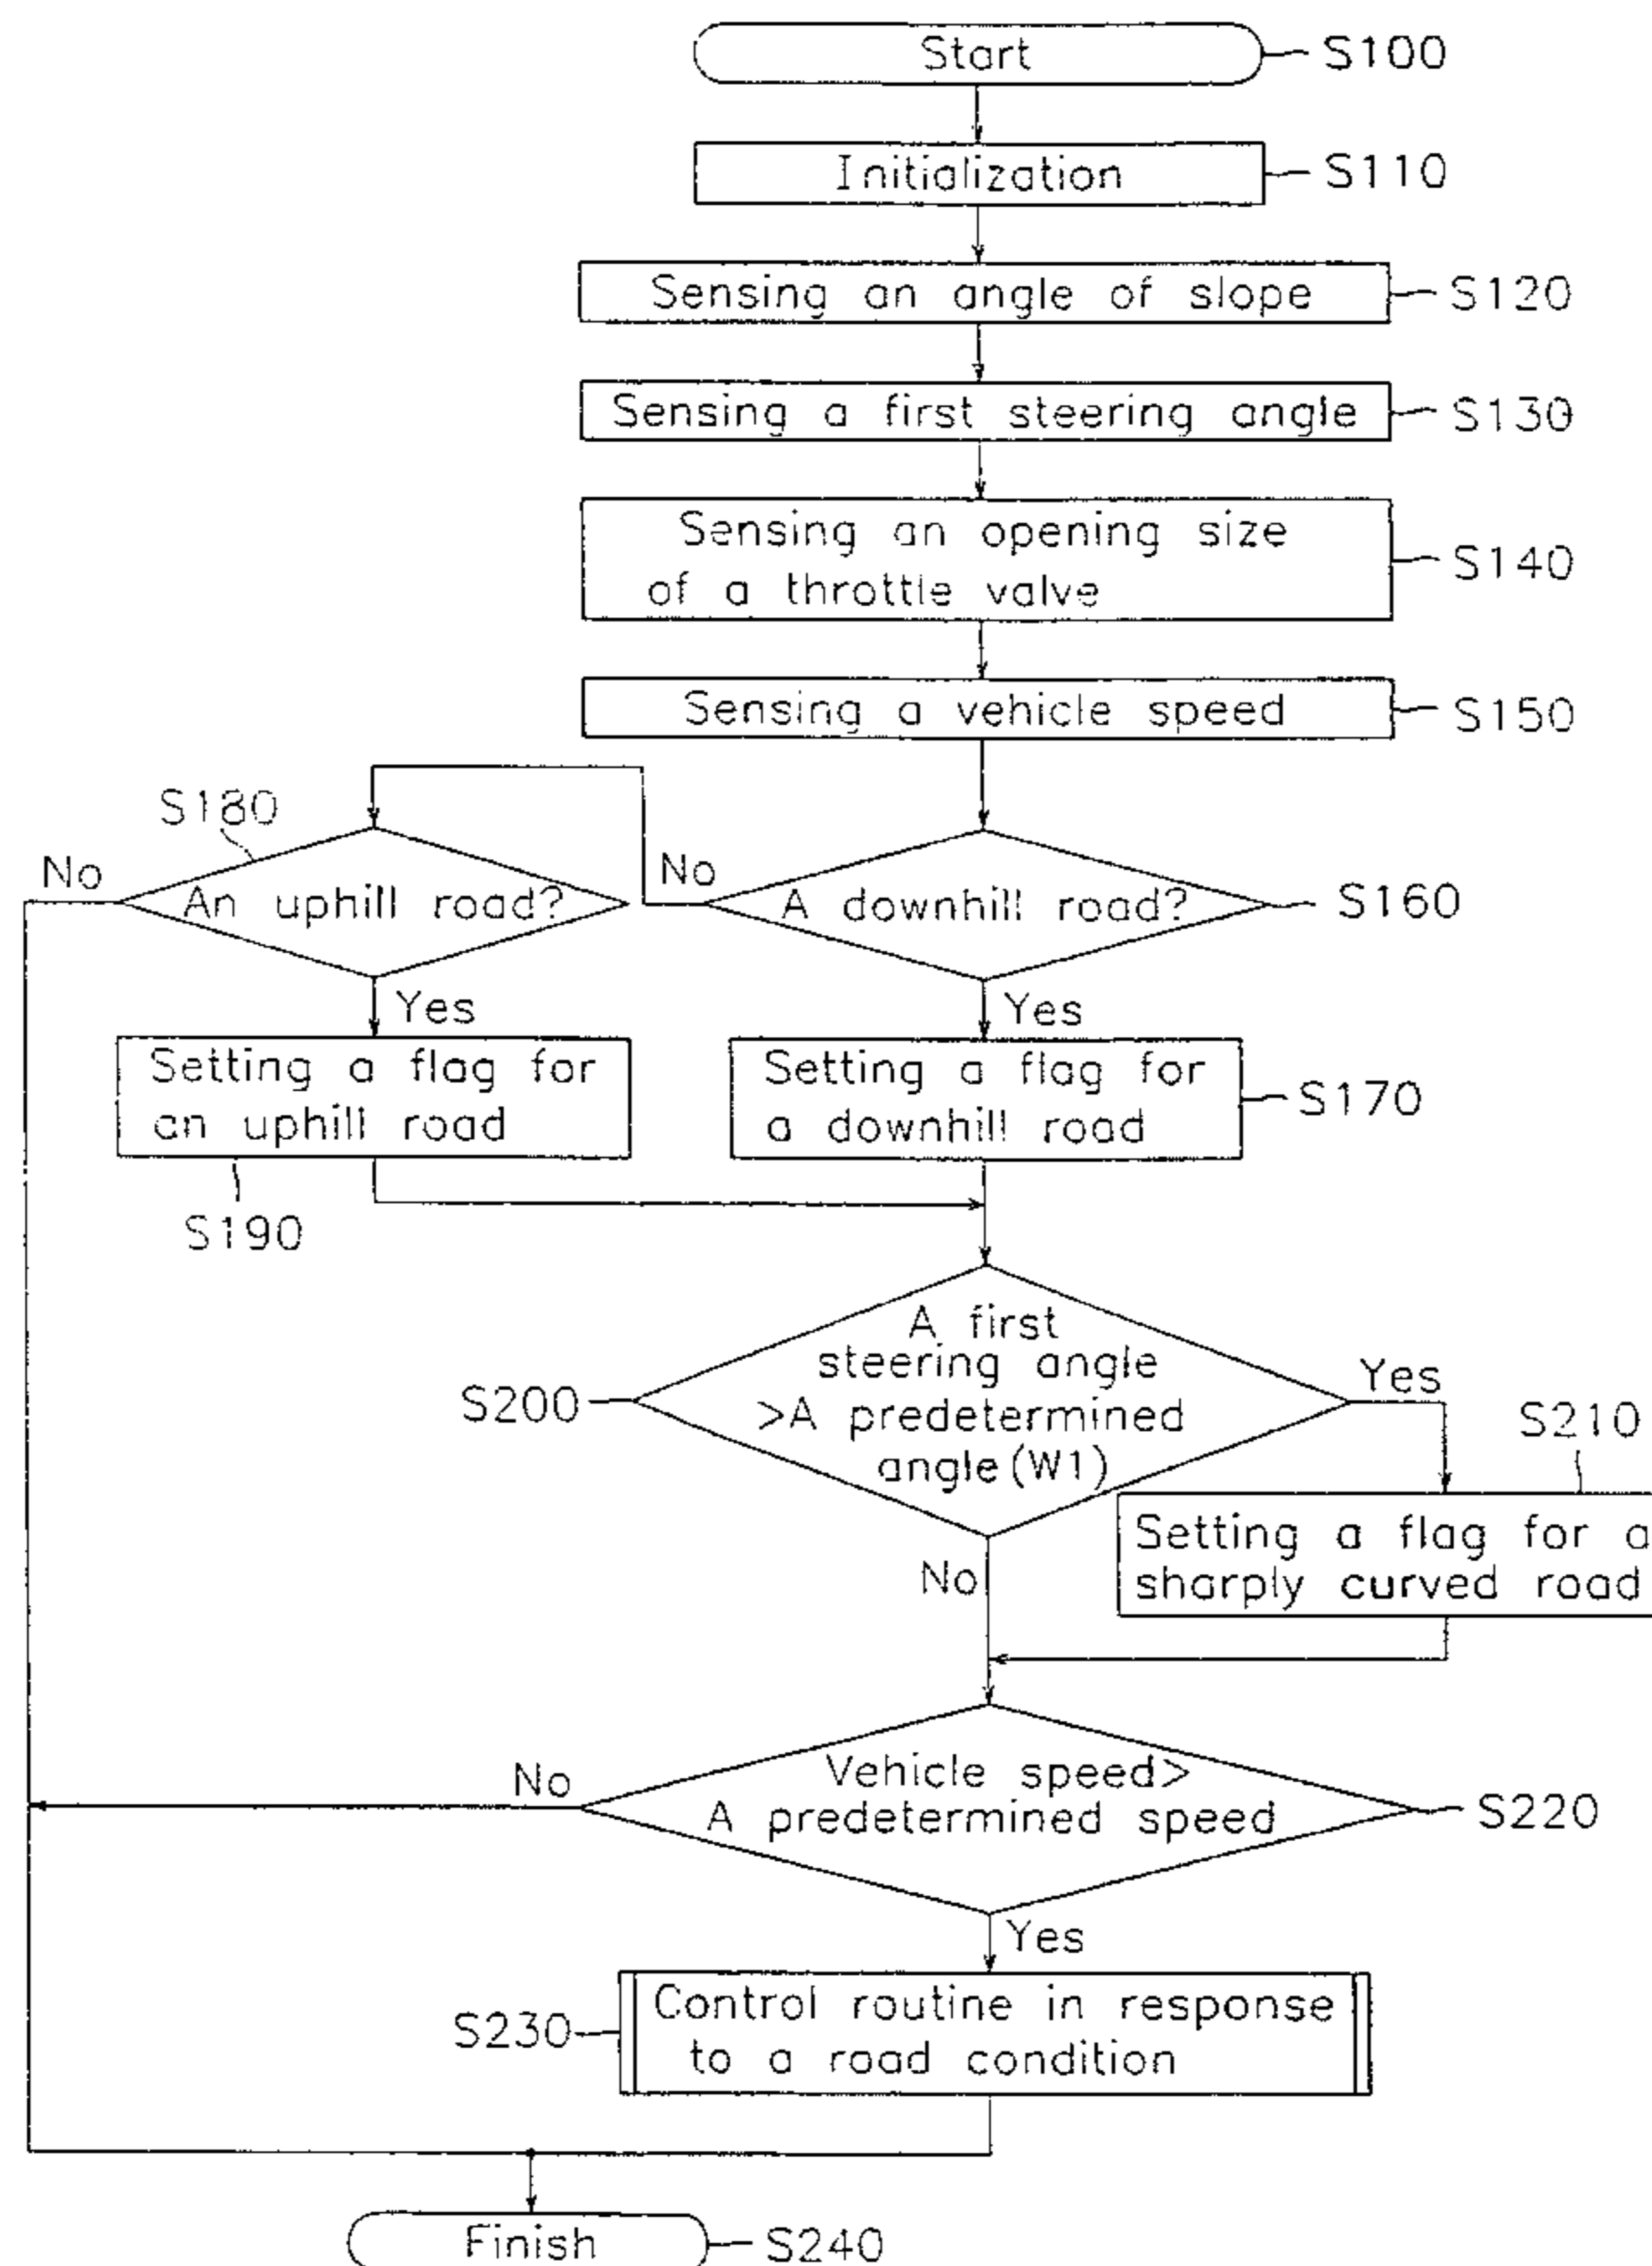 Start
S100
Initialization
S110
Sensing an angle of slope
S120
Sensing a first steering angle
S130
Sensing an opening size
of a throttle valve
S140
Sensing a vehicle speed
S150
S180
No
An uphill road?
No
A downhill road?
S160
Yes
Yes
Setting a flag for
an uphill road
Setting a flag for
a downhill road
S170
S190
A first
steering angle
>A predetermined
angle(W1)
S200
Yes
S210
Setting a flag for a
sharply curved road
No
Vehicle speed>
A predetermined speed
No
S220
Yes
Control routine in response
to a road condition
S230
Finish
S240